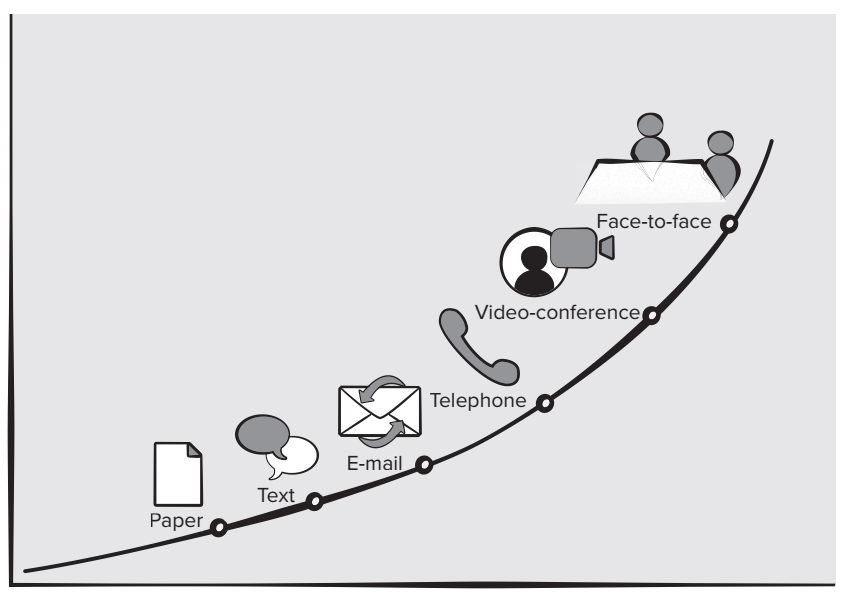 Face-to-face
Video-conference
Telephone
E-mail
Text
Paper